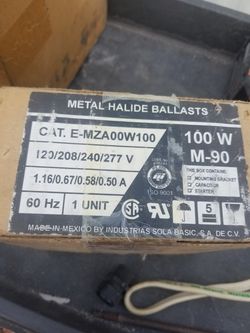 METAL HALIDE BALLASTS
CAT. E-MZA00W100
100 W
M-90
120/208/240/277 V
1.16/0.67/0.58/0.50 A
60 Hz
1 UNIT
ISO 9001
THIS BOX CONTAINS:
MOUNTING BRACKET
CAPACITOR
STARTER
5
MADE IN MEXICO BY INDUSTRIAS SOLA BASIC, S.A. DE C.V.